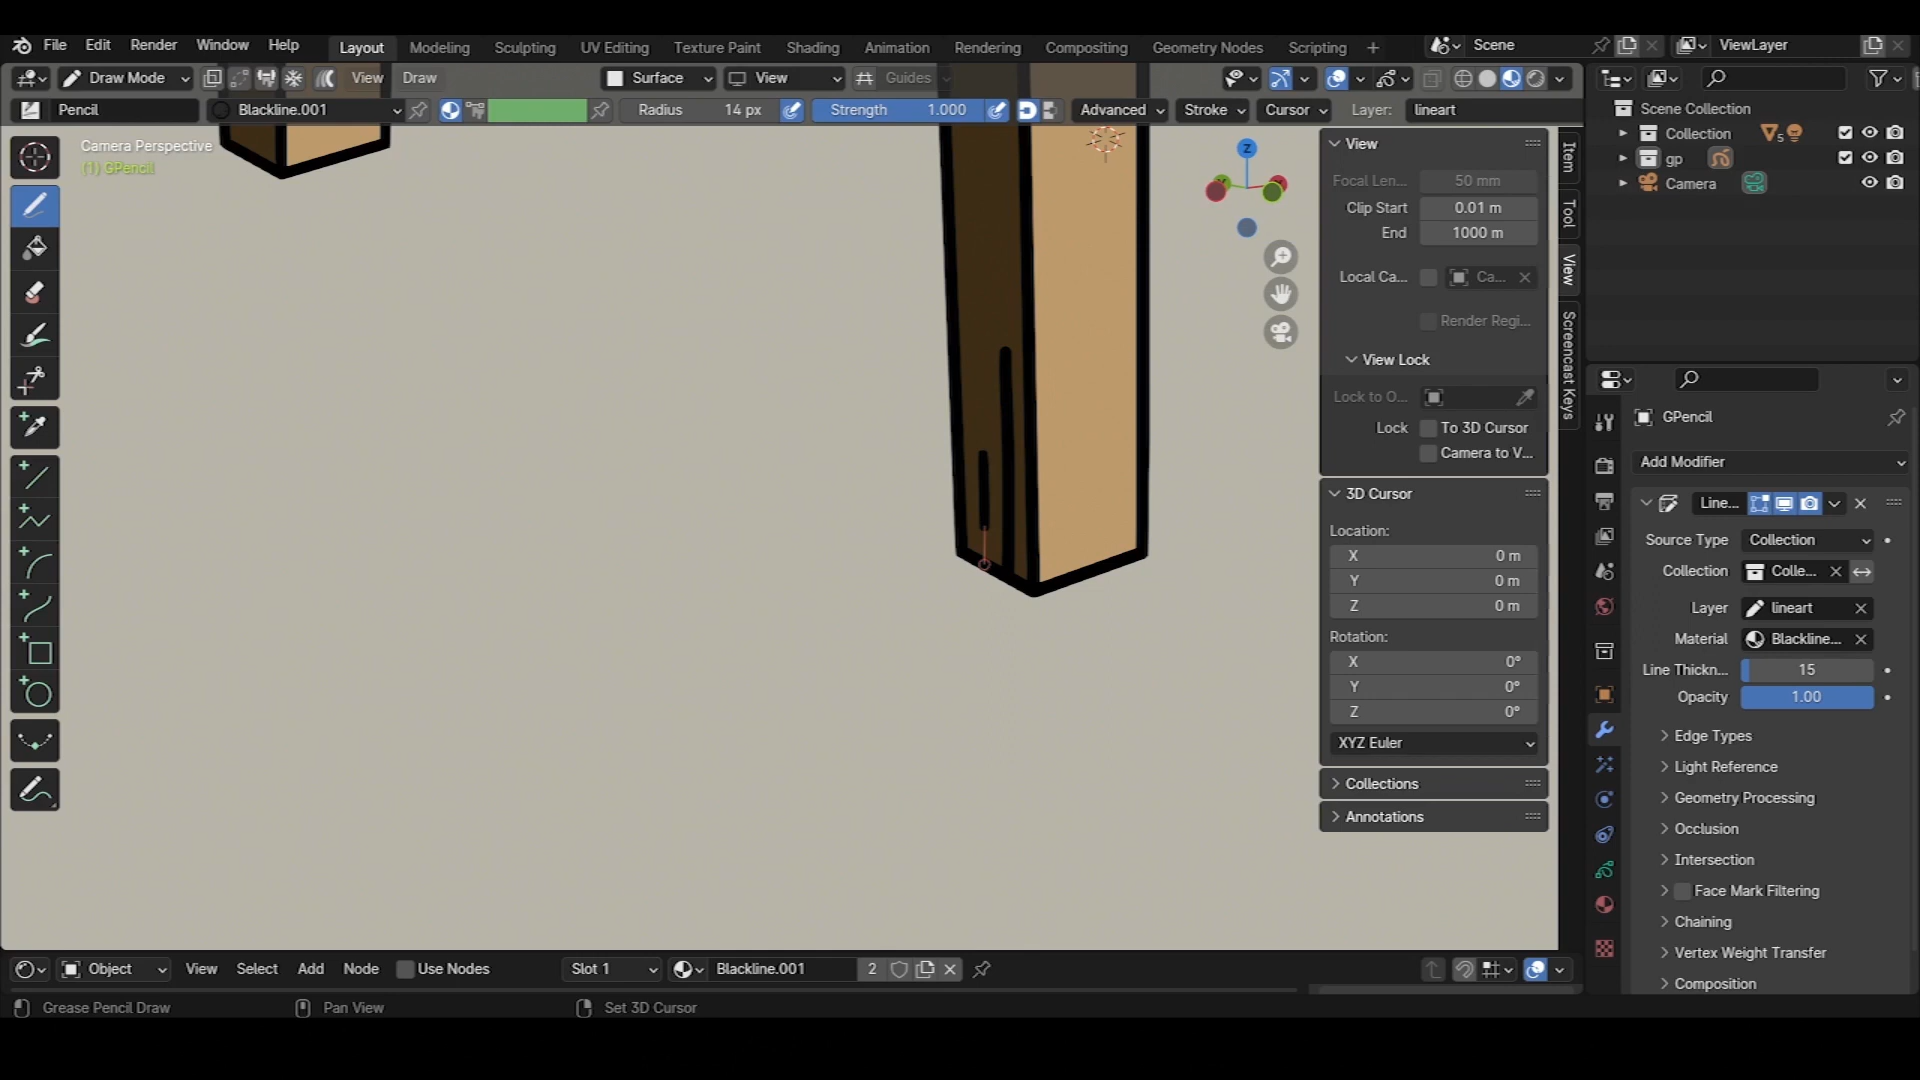 File Edit Render Window Help Layout Modeling Sculpting UV Editing Texture Paint Shading Animation Rendering Compositing Geometry Nodes Scripting + Scene ViewLayer
Draw Mode View Draw Surface View Guides
Pencil Blackline.001 Radius 14 px Strength 1.000 Advanced Stroke Cursor Layer: lineart
Camera Perspective
(1) GPencil
Z
View
Focal Len... 50 mm
Clip Start 0.01 m
End 1000 m
Local Ca... Ca...
Render Regi...
View Lock
Lock to O...
Lock To 3D Cursor
Camera to V...
3D Cursor
Location:
X 0 m
Y 0 m
Z 0 m
Rotation:
X 0°
Y 0°
Z 0°
XYZ Euler
Collections
Annotations
Item
Tool
View
Screencast Keys
Scene Collection
Collection 5
gp
Camera
GPencil
Add Modifier
Line...
Source Type Collection
Collection Colle...
Layer lineart
Material Blackline...
Line Thickn... 15
Opacity 1.00
Edge Types
Light Reference
Geometry Processing
Occlusion
Intersection
Face Mark Filtering
Chaining
Vertex Weight Transfer
Composition
Object View Select Add Node Use Nodes Slot 1 Blackline.001 2
Grease Pencil Draw Pan View Set 3D Cursor